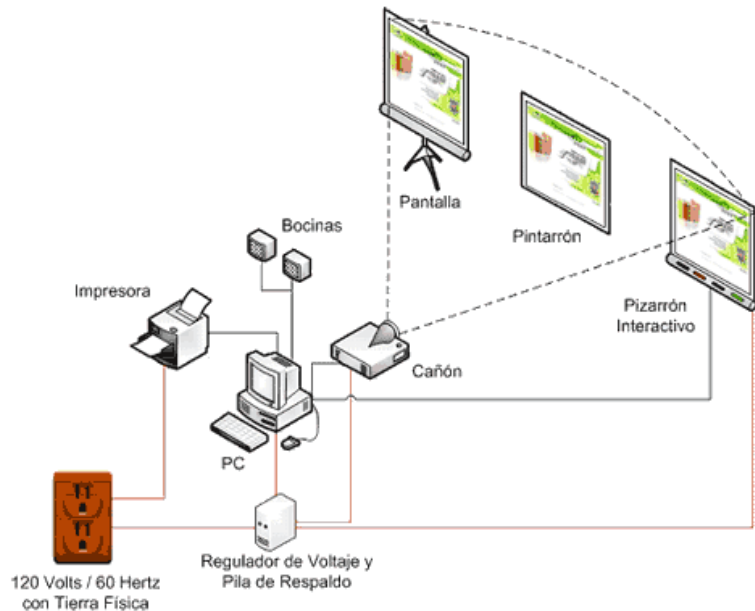 Pantalla
Pintarrón
Pizarrón
Interactivo
Bocinas
Impresora
Cañón
PC
Regulador de Voltaje y
Pila de Respaldo
120 Volts / 60 Hertz
con Tierra Física